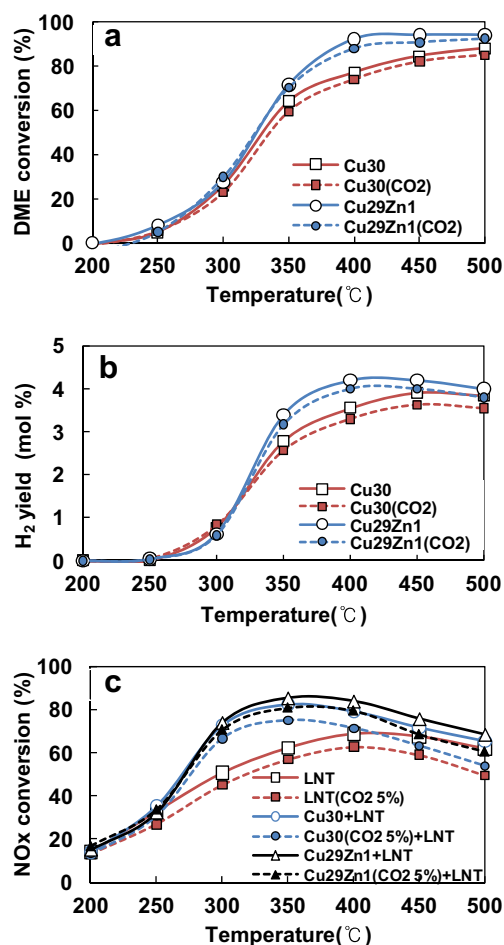 a
DME conversion (%)
100
80
60
40
20
0
Cu30
Cu30(CO2)
Cu29Zn1
Cu29Zn1(CO2)
200 250 300 350 400 450 500
Temperature(℃)
b
H2 yield (mol %)
5
4
3
2
1
0
Cu30
Cu30(CO2)
Cu29Zn1
Cu29Zn1(CO2)
200 250 300 350 400 450 500
Temperature(℃)
c
NOx conversion (%)
100
80
60
40
20
0
LNT
LNT(CO2 5%)
Cu30+LNT
Cu30(CO2 5%)+LNT
Cu29Zn1+LNT
Cu29Zn1(CO2 5%)+LNT
200 250 300 350 400 450 500
Temperature(℃)